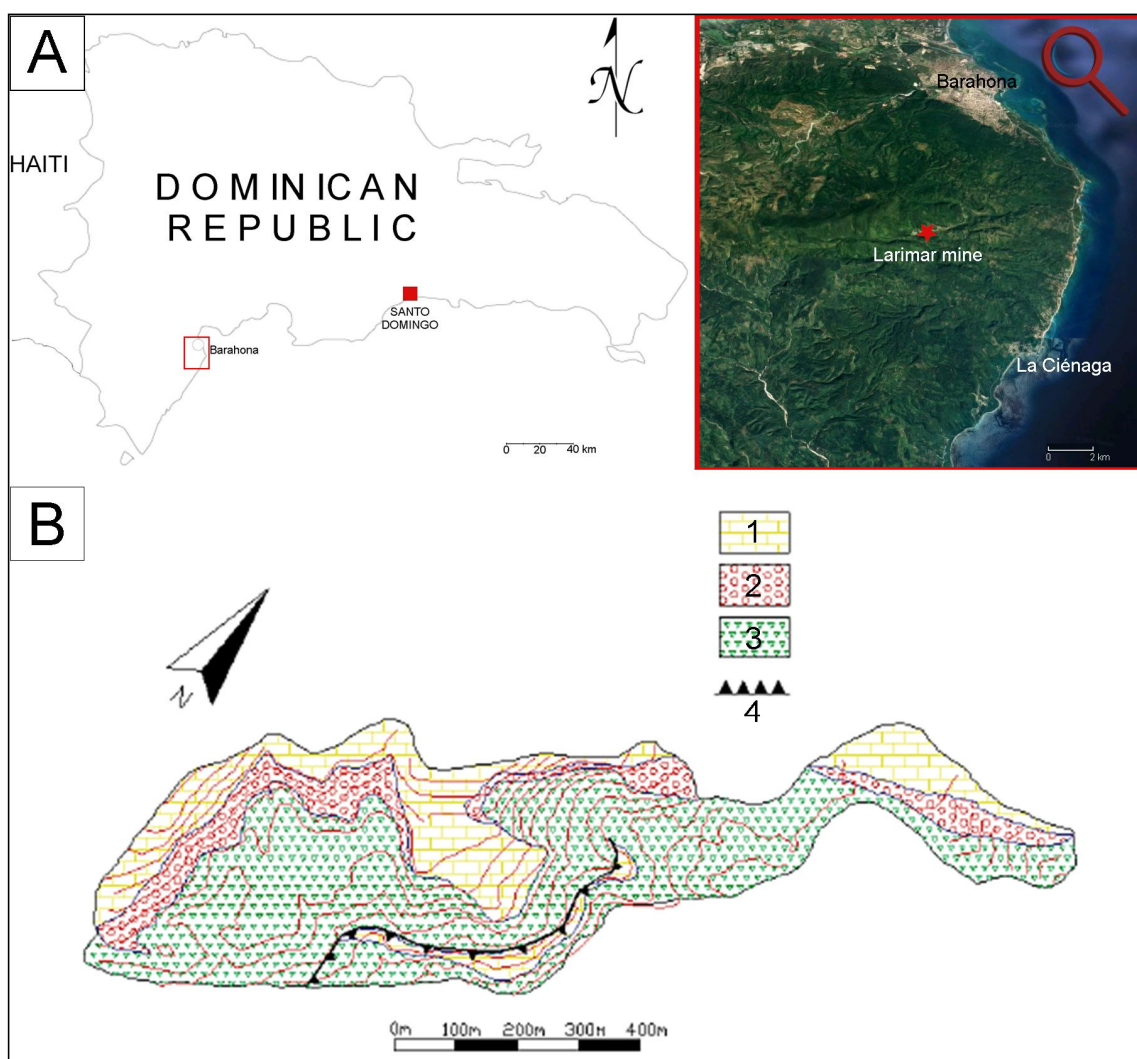 A
N
HAITI
DOMINICAN
REPUBLIC
SANTO
DOMINGO
Barahona
0 20 40 km
Barahona
Larimar mine
La Ciénaga
0 2 km
B
1
2
3
4
N
0m 100m 200m 300m 400m